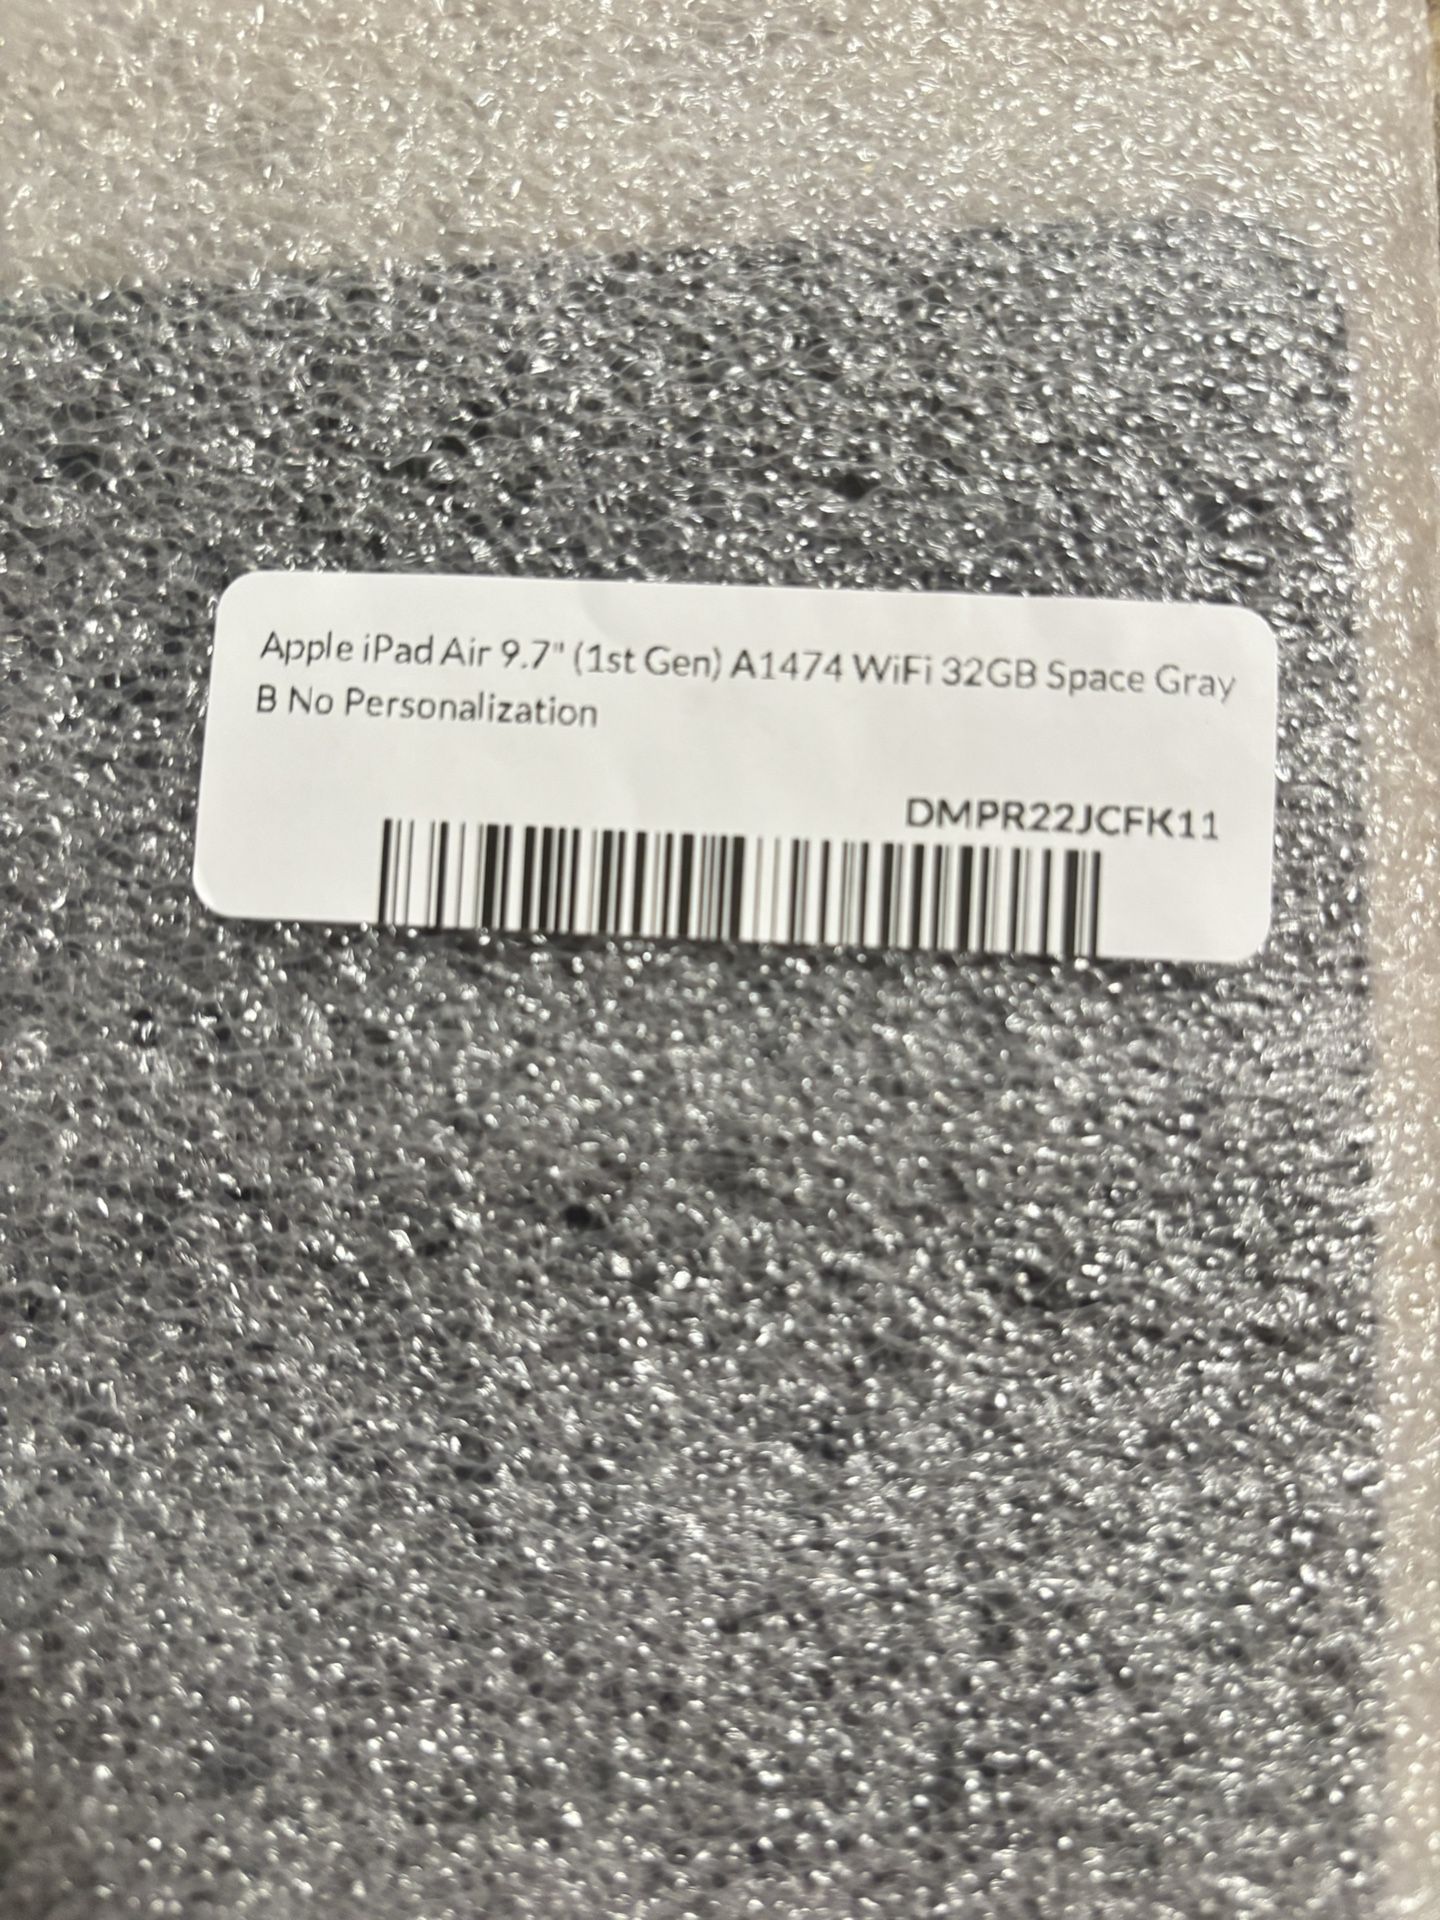 Apple iPad Air 9.7" (1st Gen) A1474 WiFi 32GB Space Gray
B No Personalization
DMPR22JCFK11